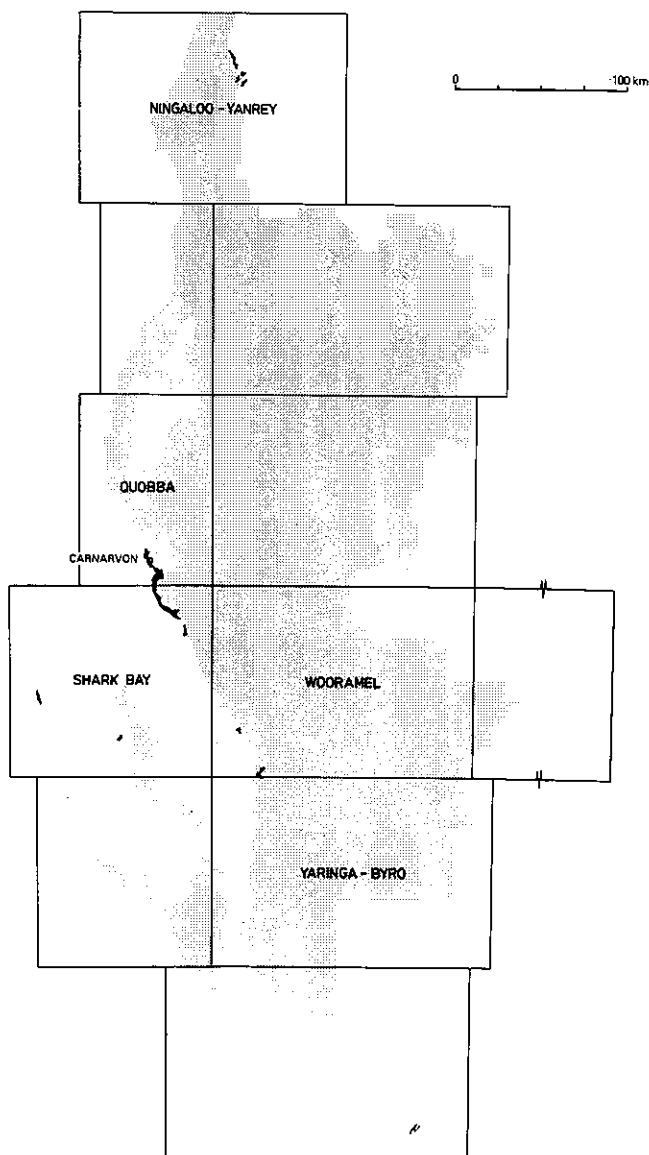 0 100 km
NINGALOO - YANREY
QUOBBA
CARNARVON
SHARK BAY
WOORAMEL
YARINGA - BYRO